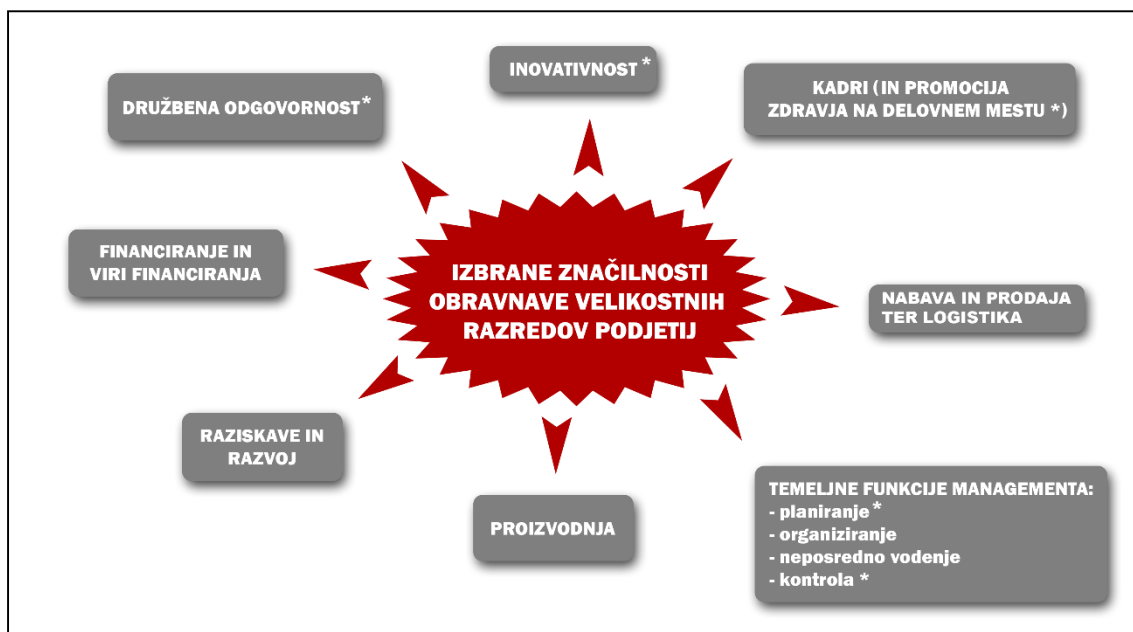 INOVATIVNOST *
DRUŽBENA ODGOVORNOST*
KADRI (IN PROMOCIJA
ZDRAVJA NA DELOVNEM MESTU *)
FINANCIRANJE IN
VIRI FINANCIRANJA
IZBRANE ZNAČILNOSTI
OBRAVNAVE VELIKOSTNIH
RAZREDOV PODJETIJ
NABAVA IN PRODAJA
TER LOGISTIKA
RAZISKAVE IN
RAZVOJ
PROIZVODNJA
TEMELJNE FUNKCIJE MANAGEMENTA:
- planiranje *
- organiziranje
- neposredno vodenje
- kontrola *